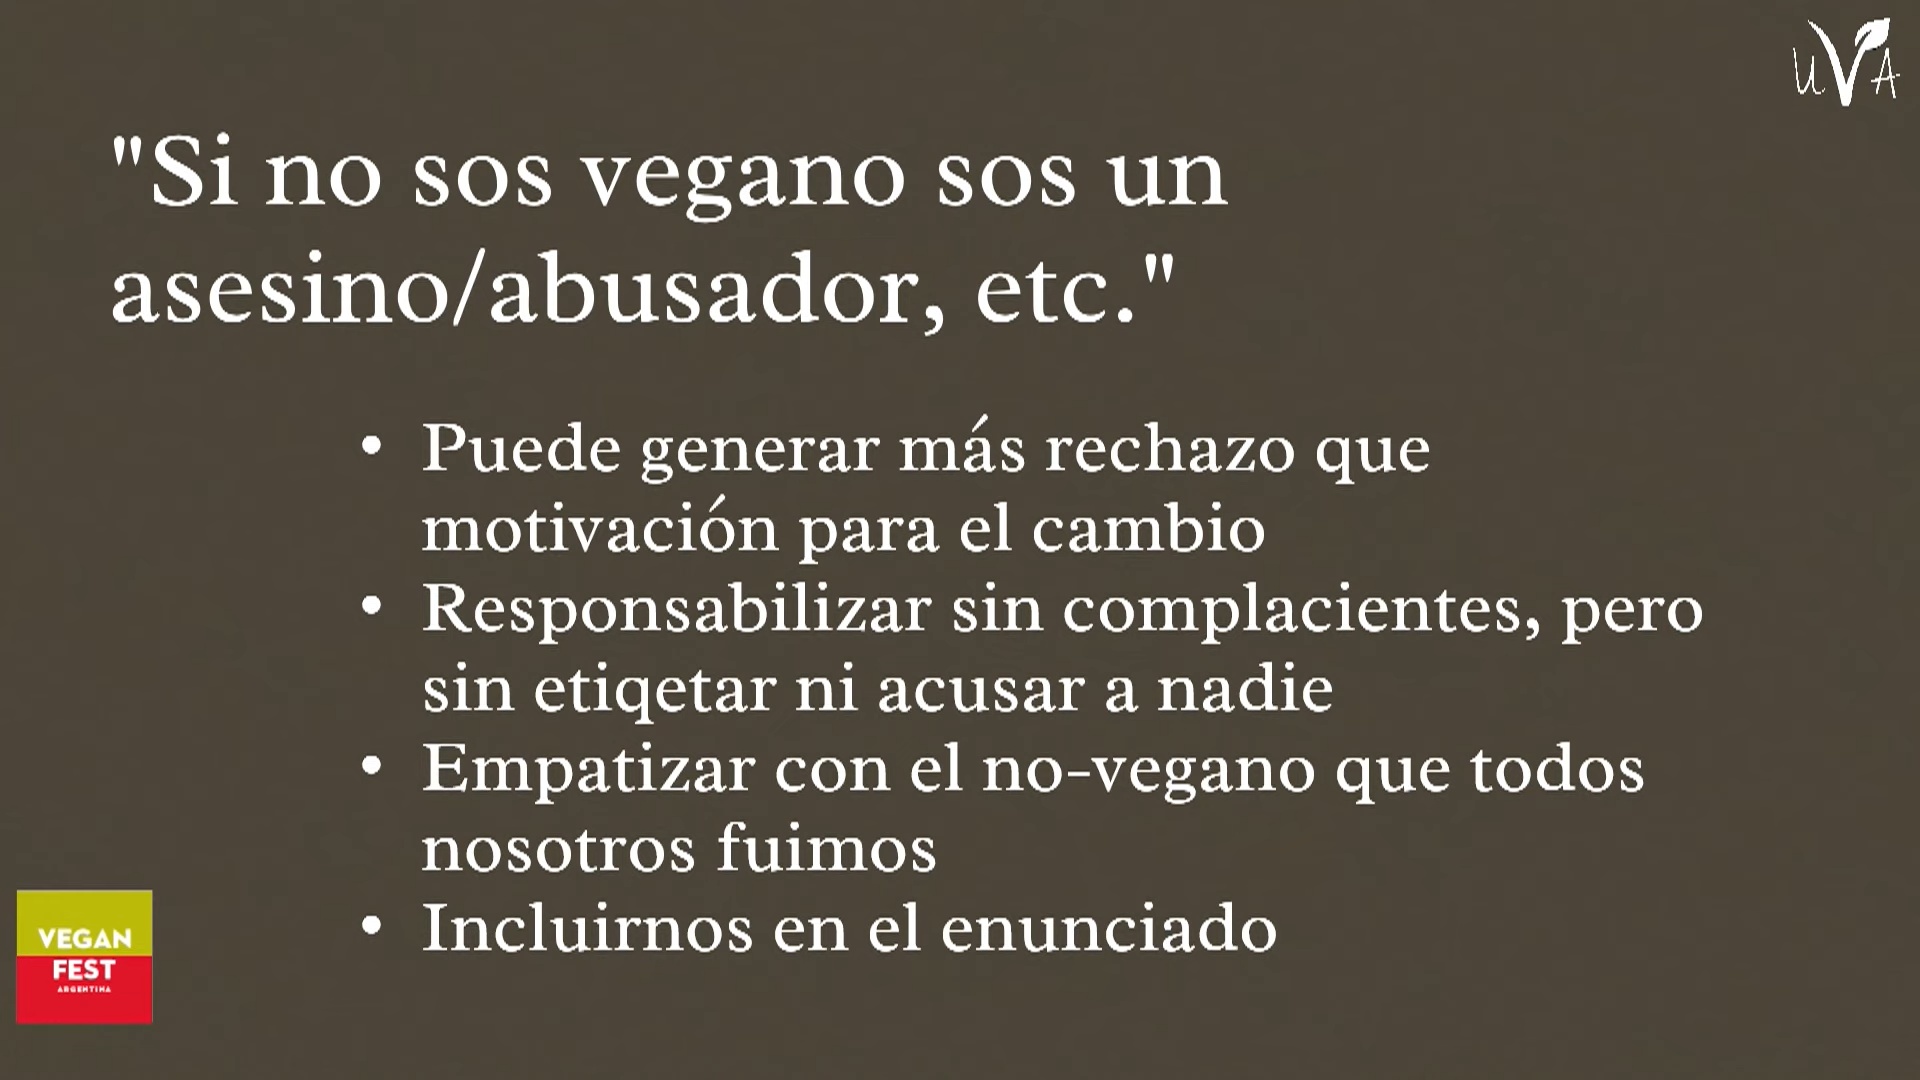 UVA
"Si no sos vegano sos un
asesino/abusador, etc."
• Puede generar más rechazo que
motivación para el cambio
• Responsabilizar sin complacientes, pero
sin etiqetar ni acusar a nadie
• Empatizar con el no-vegano que todos
nosotros fuimos
• Incluirnos en el enunciado
VEGAN
FEST
ARGENTINA